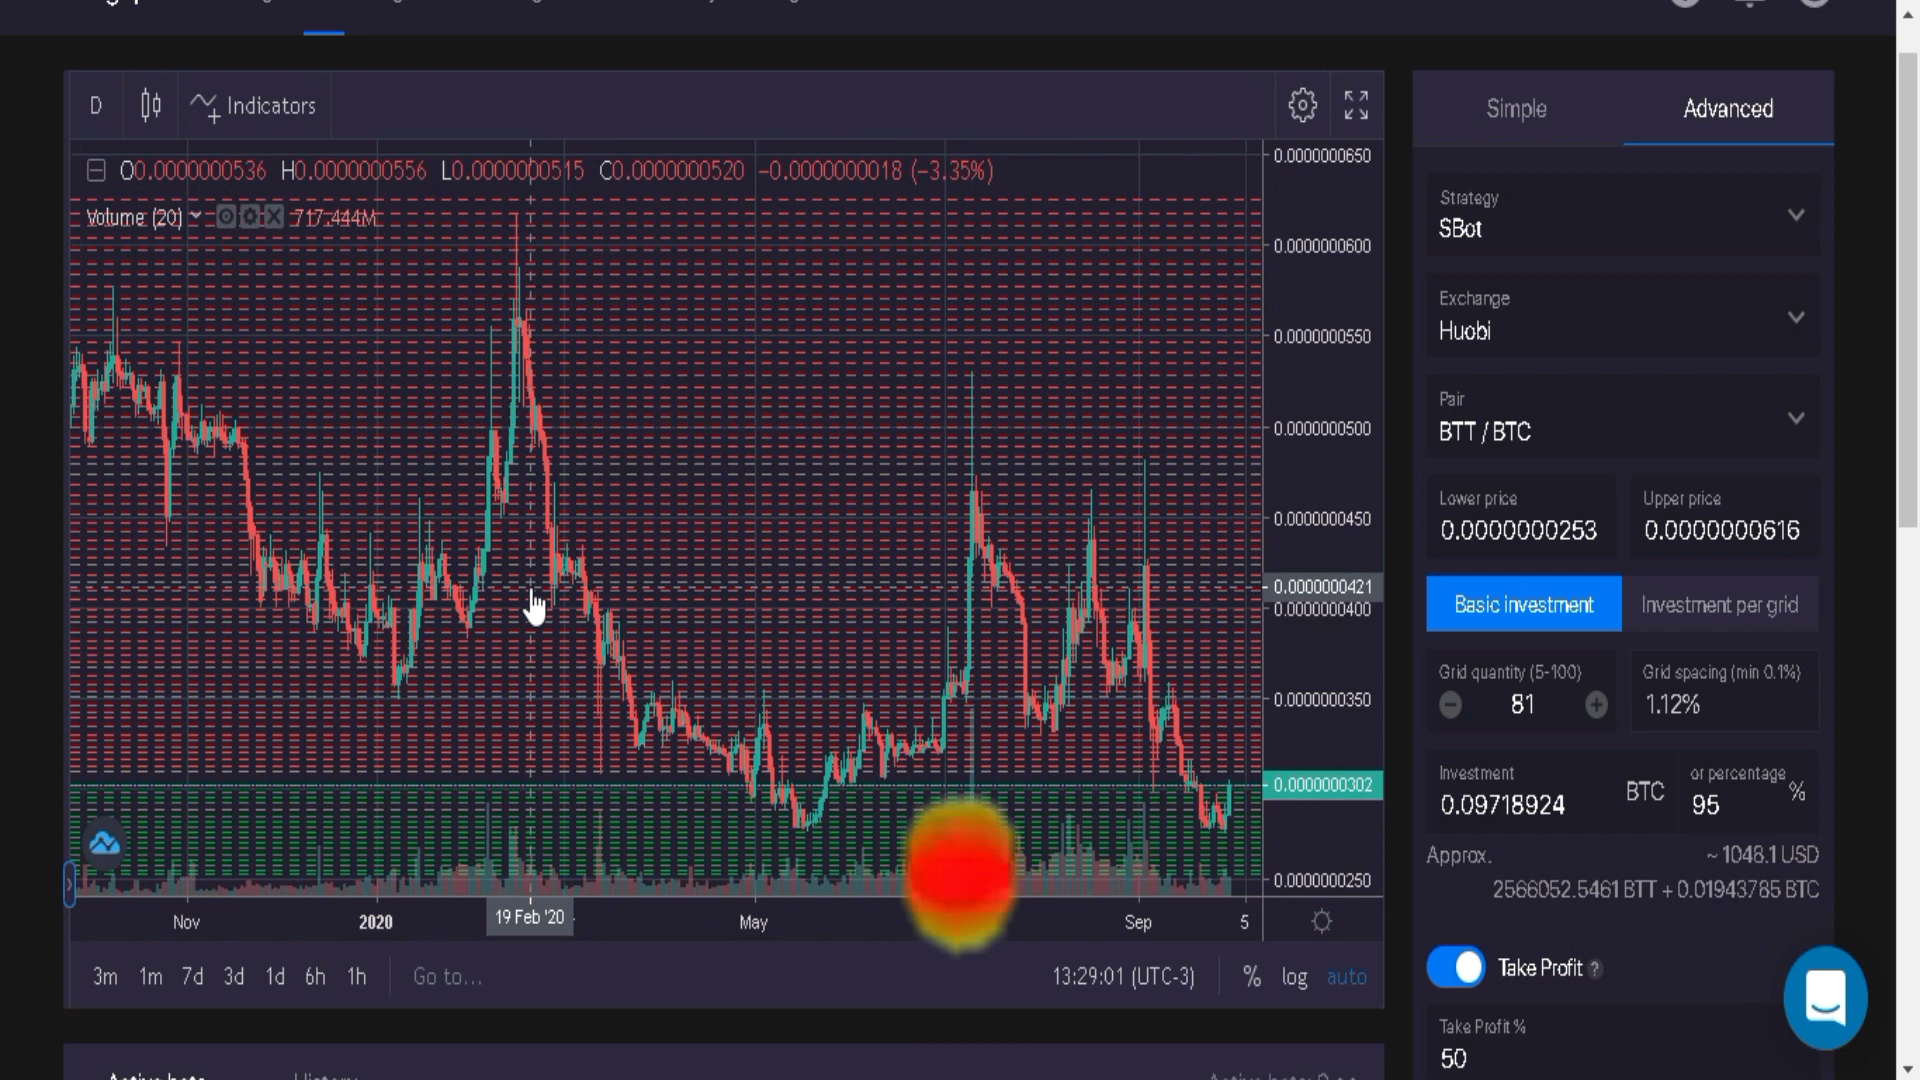 D
Indicators
O0.0000000536 H0.0000000556 L0.0000000515 C0.0000000520 −0.0000000018 (−3.35%)
Volume (20) 717.444M
0.0000000650
0.0000000600
0.0000000550
0.0000000500
0.0000000450
0.0000000421
0.0000000400
0.0000000350
0.0000000302
0.0000000250
Nov 2020 19 Feb '20 May Sep 5
3m 1m 7d 3d 1d 6h 1h Go to... 13:29:01 (UTC-3) % log auto
Simple Advanced
Strategy
SBot
Exchange
Huobi
Pair
BTT / BTC
Lower price Upper price
0.0000000253 0.0000000616
Basic investment Investment per grid
Grid quantity (5-100) Grid spacing (min 0.1%)
81 1.12%
Investment or percentage
0.09718924 BTC 95 %
Approx. ~ 1048.1 USD
2566052.5461 BTT + 0.01943785 BTC
Take Profit ?
Take Profit %
50